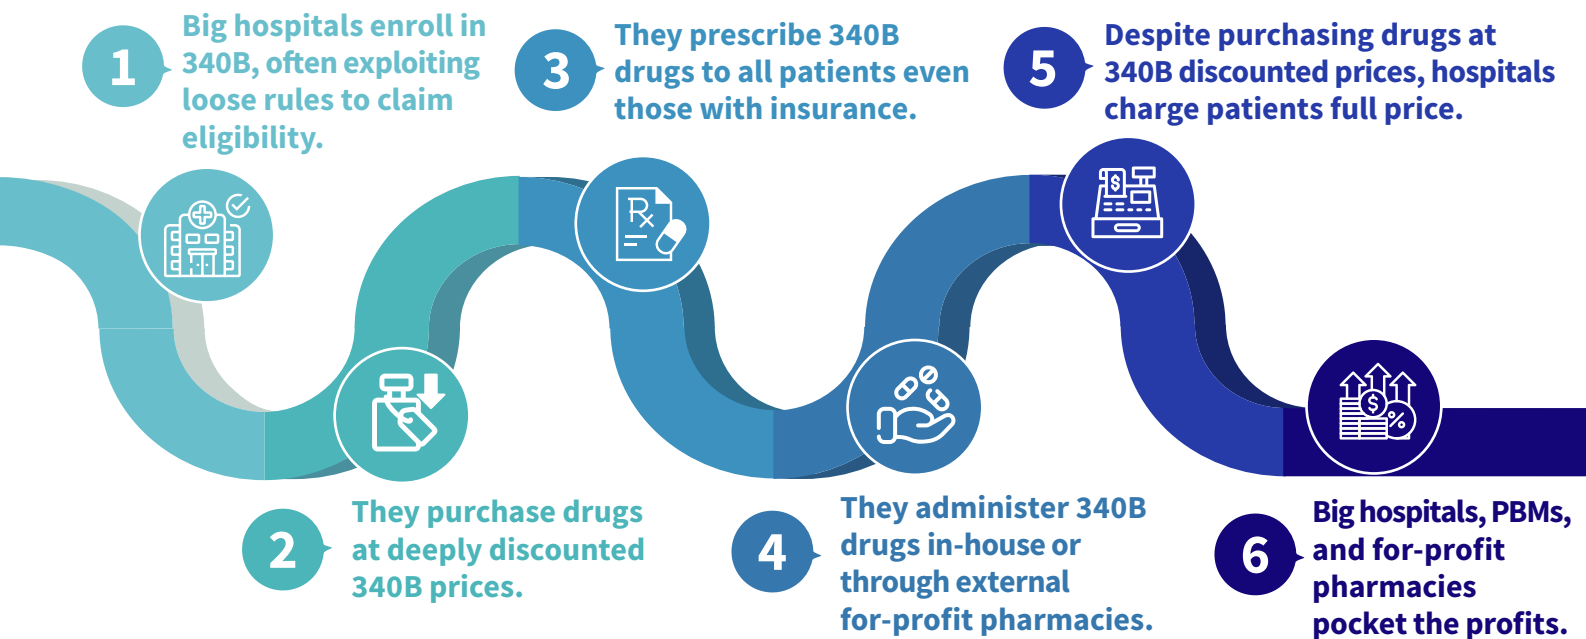 1
Big hospitals enroll in
340B, often exploiting
loose rules to claim
eligibility.
2
They purchase drugs
at deeply discounted
340B prices.
3
They prescribe 340B
drugs to all patients even
those with insurance.
Rx
4
They administer 340B
drugs in-house or
through external
for-profit pharmacies.
5
Despite purchasing drugs at
340B discounted prices, hospitals
charge patients full price.
$
6
Big hospitals, PBMs,
and for-profit
pharmacies
pocket the profits.
$
%